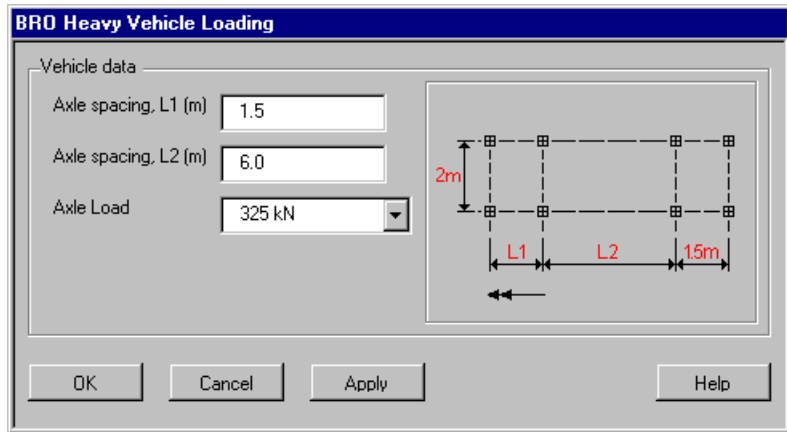 BRO Heavy Vehicle Loading
Vehicle data
Axle spacing, L1 (m)
1.5
Axle spacing, L2 (m)
6.0
Axle Load
325 kN
2m
L1
L2
1.5m
OK
Cancel
Apply
Help